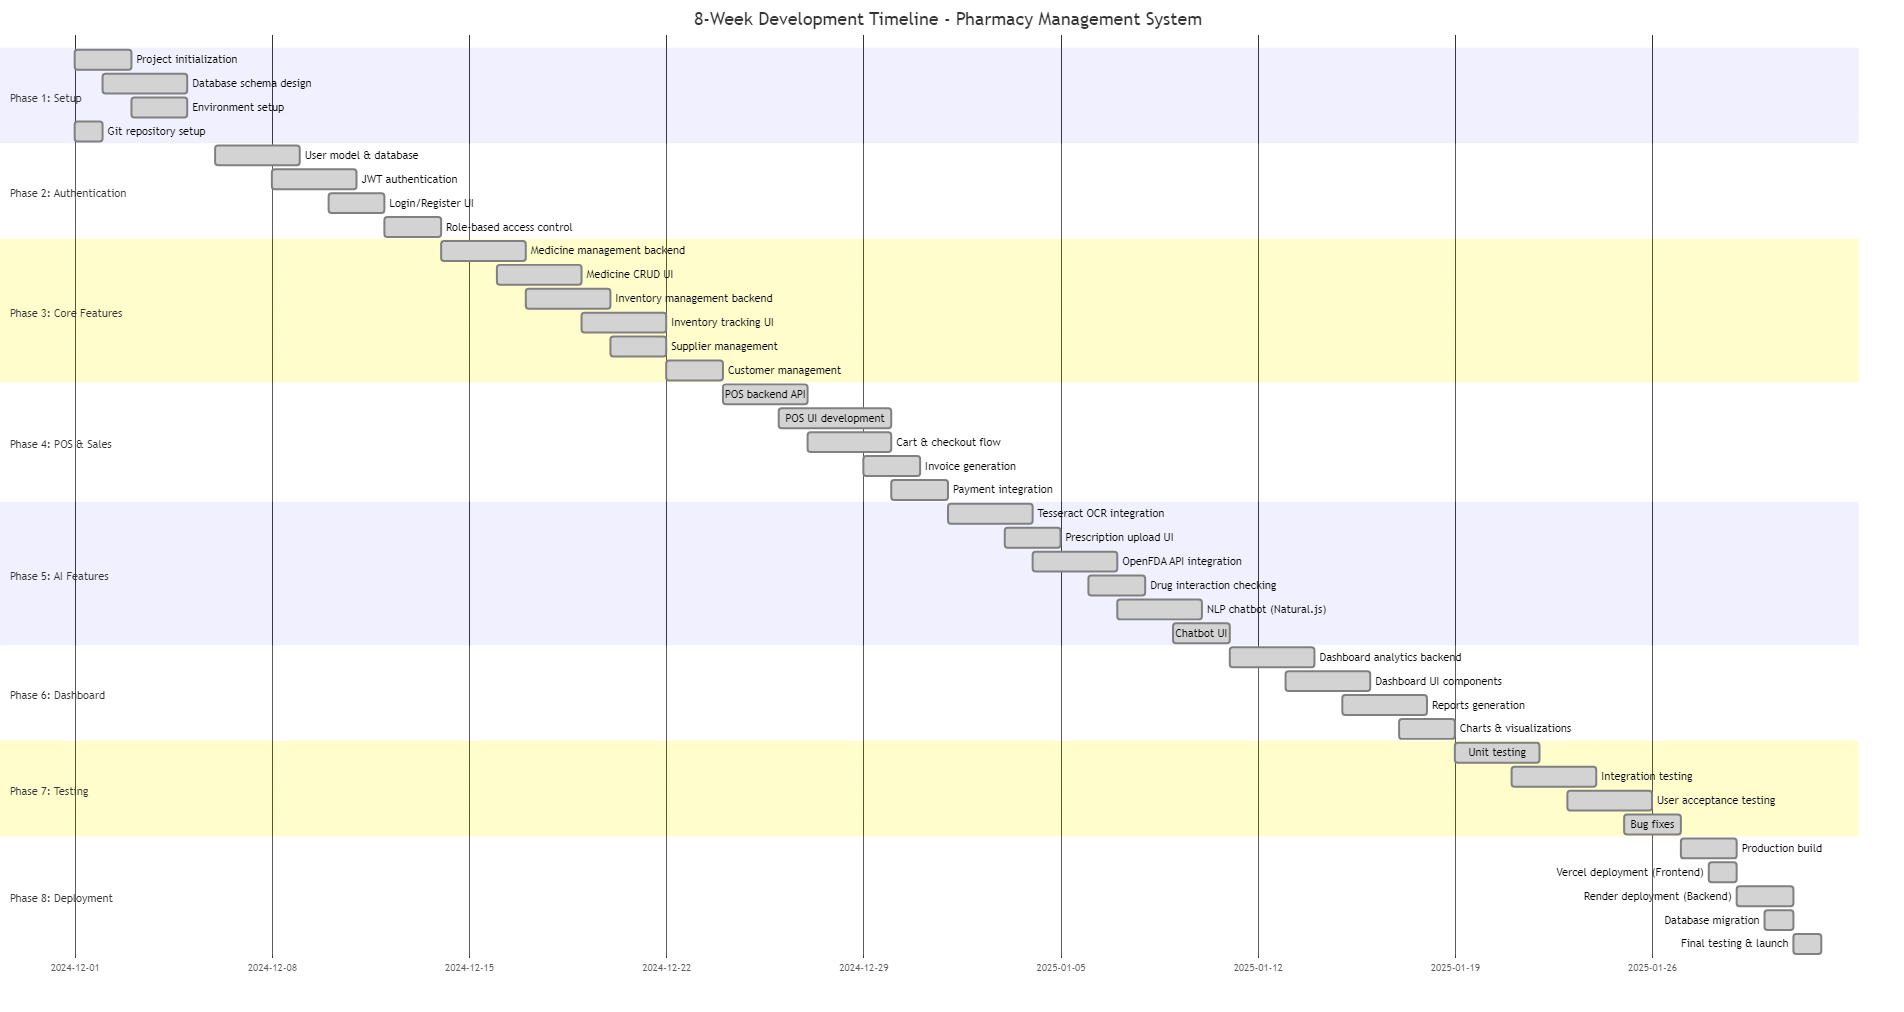 8-Week Development Timeline - Pharmacy Management System
Phase 1: Setup
Project initialization
Database schema design
Environment setup
Git repository setup
Phase 2: Authentication
User model & database
JWT authentication
Login/Register UI
Role-based access control
Phase 3: Core Features
Medicine management backend
Medicine CRUD UI
Inventory management backend
Inventory tracking UI
Supplier management
Customer management
Phase 4: POS & Sales
POS backend API
POS UI development
Cart & checkout flow
Invoice generation
Payment integration
Phase 5: AI Features
Tesseract OCR integration
Prescription upload UI
OpenFDA API integration
Drug interaction checking
NLP chatbot (Natural.js)
Chatbot UI
Phase 6: Dashboard
Dashboard analytics backend
Dashboard UI components
Reports generation
Charts & visualizations
Phase 7: Testing
Unit testing
Integration testing
User acceptance testing
Bug fixes
Phase 8: Deployment
Production build
Vercel deployment (Frontend)
Render deployment (Backend)
Database migration
Final testing & launch
2024-12-01
2024-12-08
2024-12-15
2024-12-22
2024-12-29
2025-01-05
2025-01-12
2025-01-19
2025-01-26